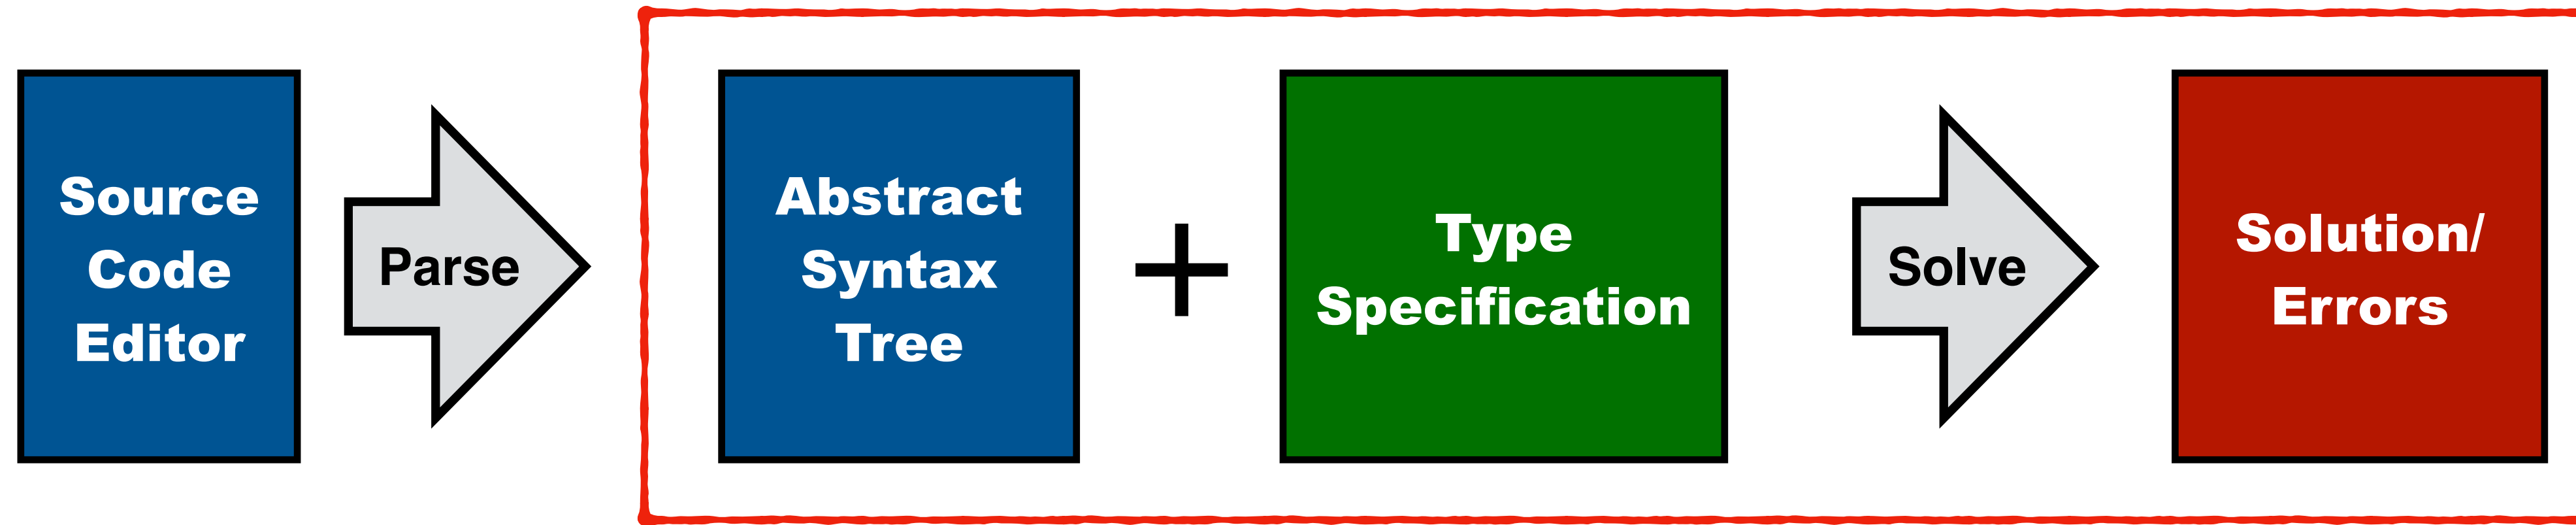 Source
Code
Editor
Parse
Abstract
Syntax
Tree
+
Type
Specification
Solve
Solution/
Errors